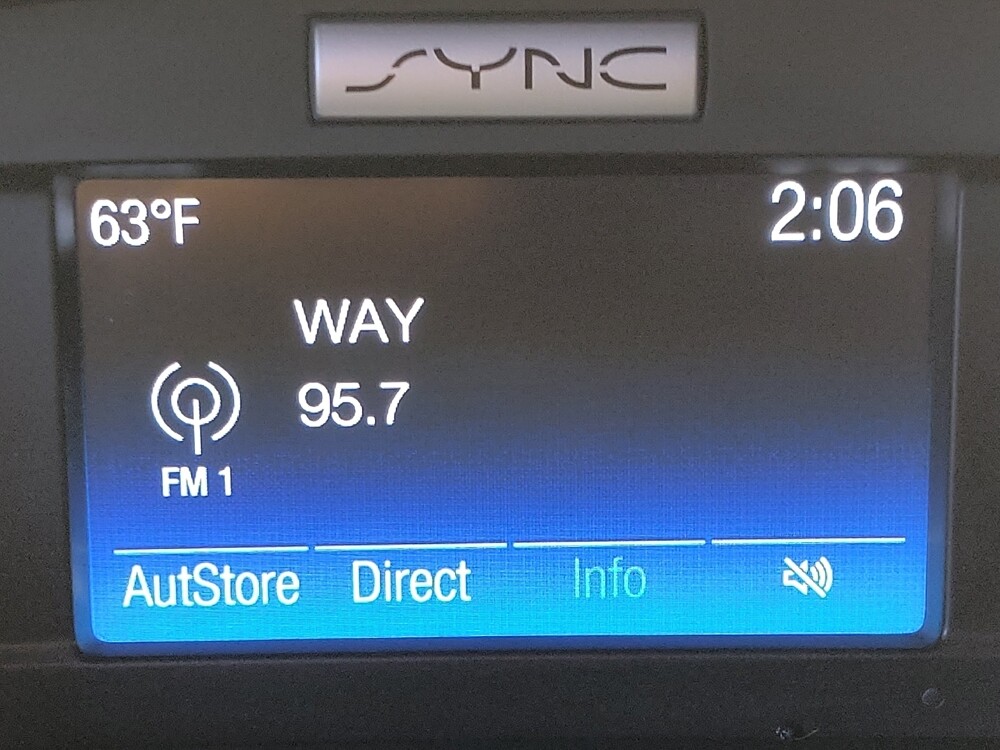 SYNC
63°F 2:06
WAY
95.7
FM 1
AutStore Direct Info